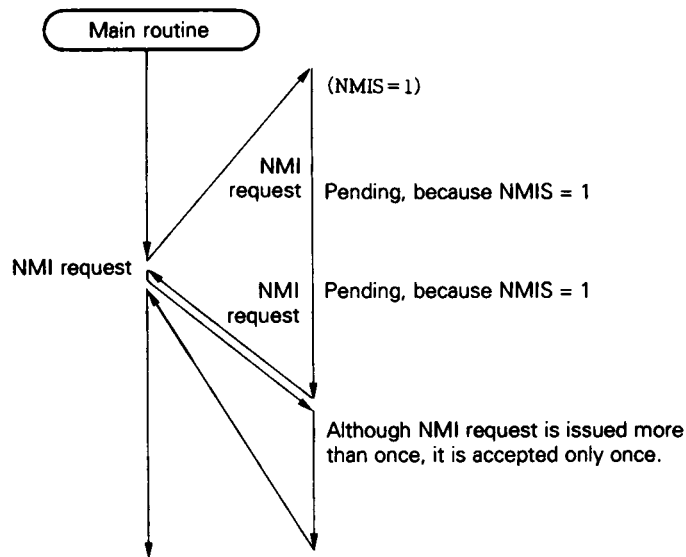 Main routine
(NMIS=1)
NMI
request
Pending, because NMIS = 1
NMI request
NMI
request
Pending, because NMIS = 1
Although NMI request is issued more
than once, it is accepted only once.